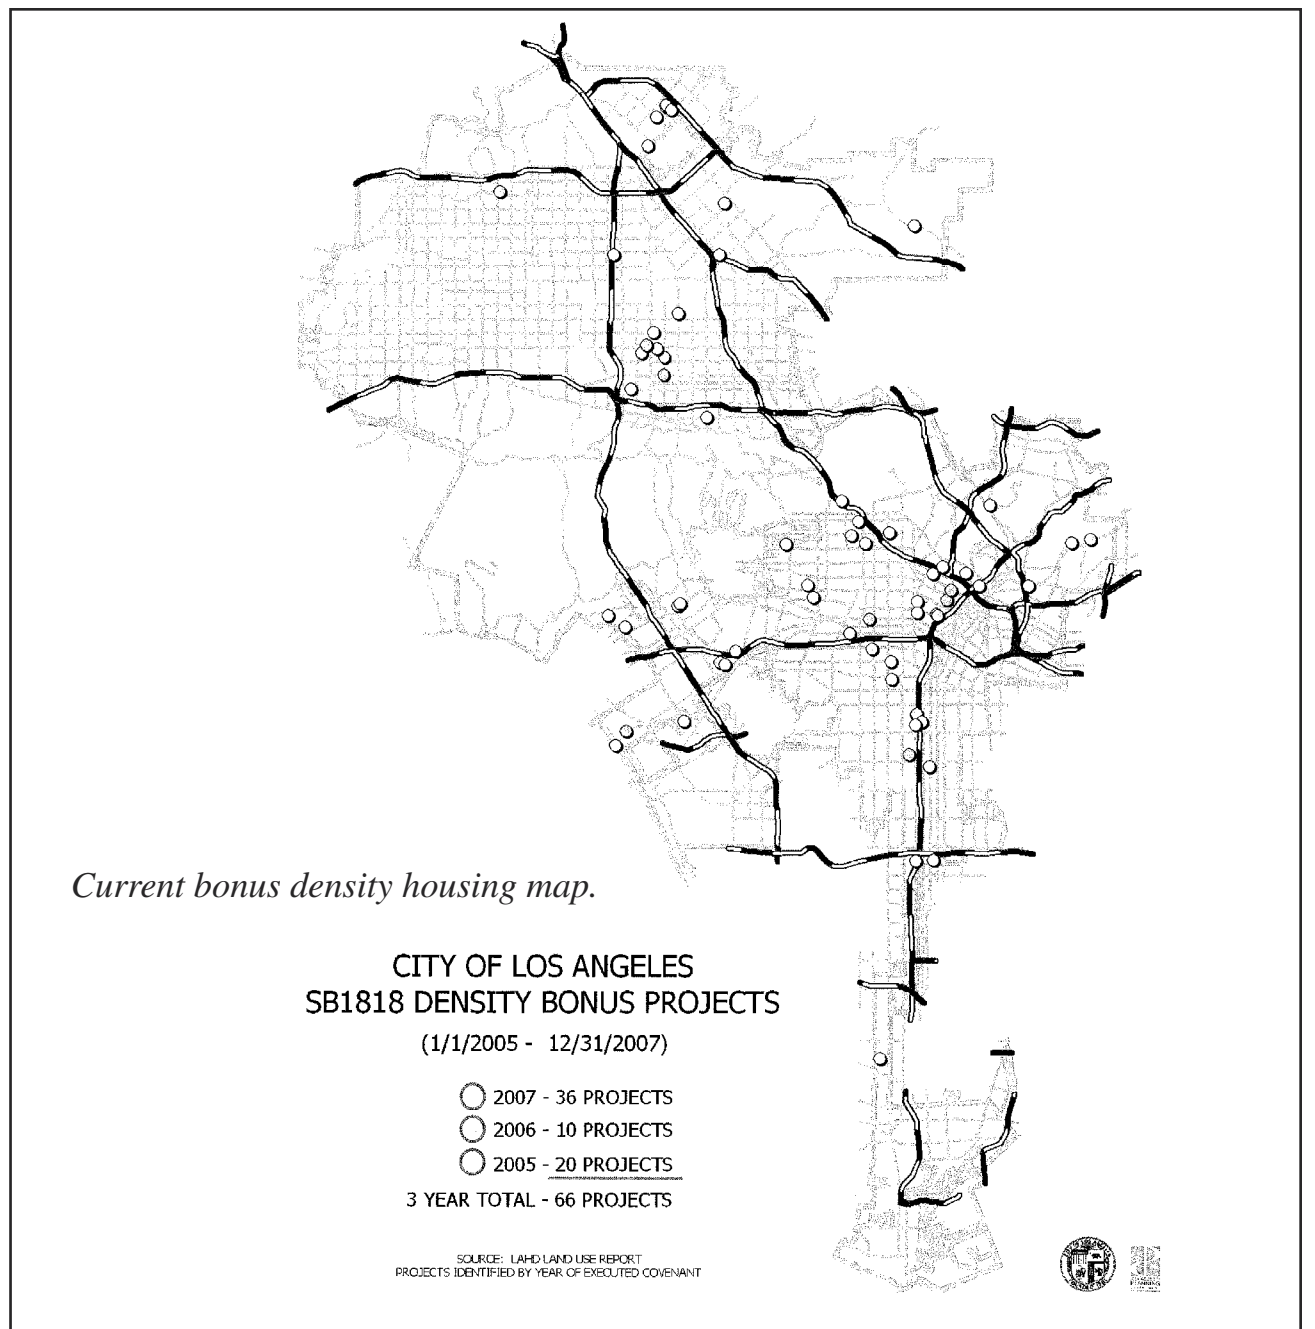 Current bonus density housing map.
CITY OF LOS ANGELES
SB1818 DENSITY BONUS PROJECTS
(1/1/2005 - 12/31/2007)
2007 - 36 PROJECTS
2006 - 10 PROJECTS
2005 - 20 PROJECTS
3 YEAR TOTAL - 66 PROJECTS
SOURCE: LAHD LAND USE REPORT
PROJECTS IDENTIFIED BY YEAR OF EXECUTED COVENANT
PLANNING